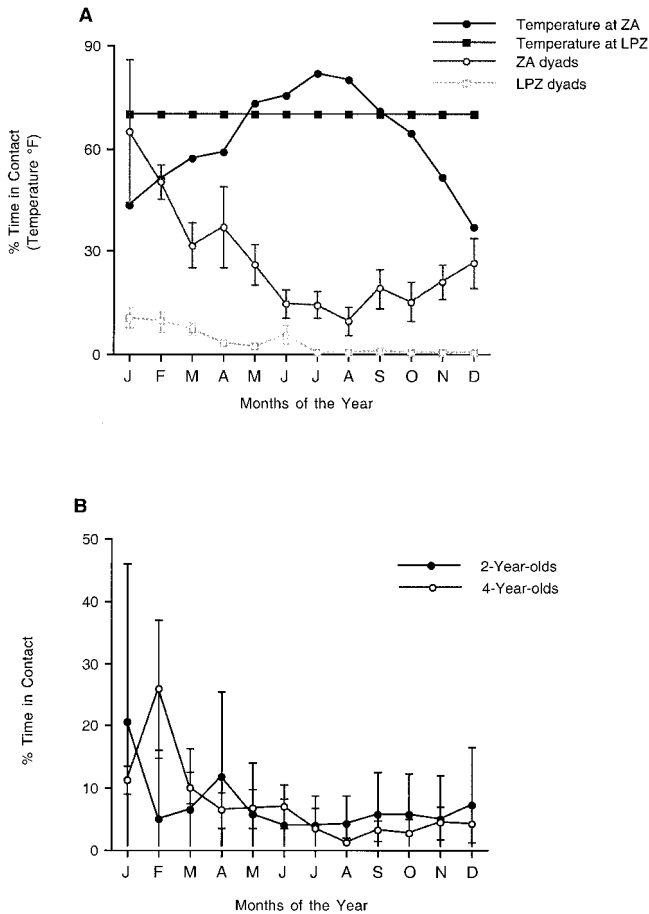 A
Temperature at ZA
Temperature at LPZ
ZA dyads
LPZ dyads
90
60
30
0
% Time in Contact
(Temperature °F)
J F M A M J J A S O N D
Months of the Year
B
2-Year-olds
4-Year-olds
50
40
30
20
10
0
% Time in Contact
J F M A M J J A S O N D
Months of the Year